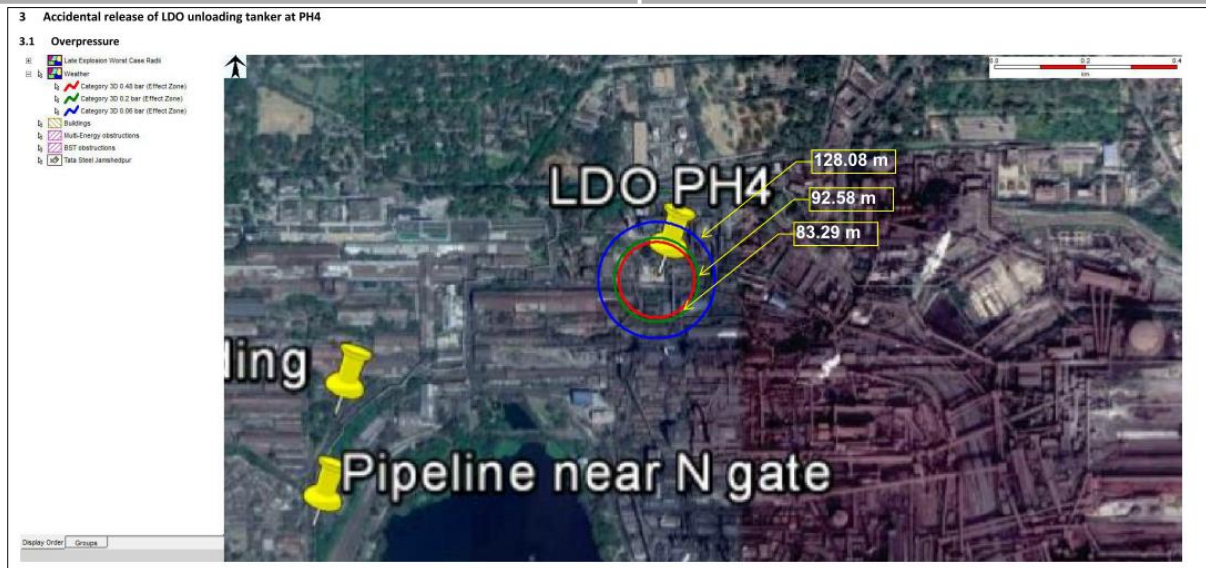 3 Accidental release of LDO unloading tanker at PH4
3.1 Overpressure
Late Explosion Worst Case Radii
Weather
Category 3D 0.48 bar (Effect Zone)
Category 3D 0.2 bar (Effect Zone)
Category 3D 0.06 bar (Effect Zone)
Buildings
Multi-Energy obstructions
BST obstructions
Tata Steel Jamshedpur
Display Order Groups
0.0 0.2 0.4
km
128.08 m
LDO PH4
92.58 m
83.29 m
ding
Pipeline near N gate